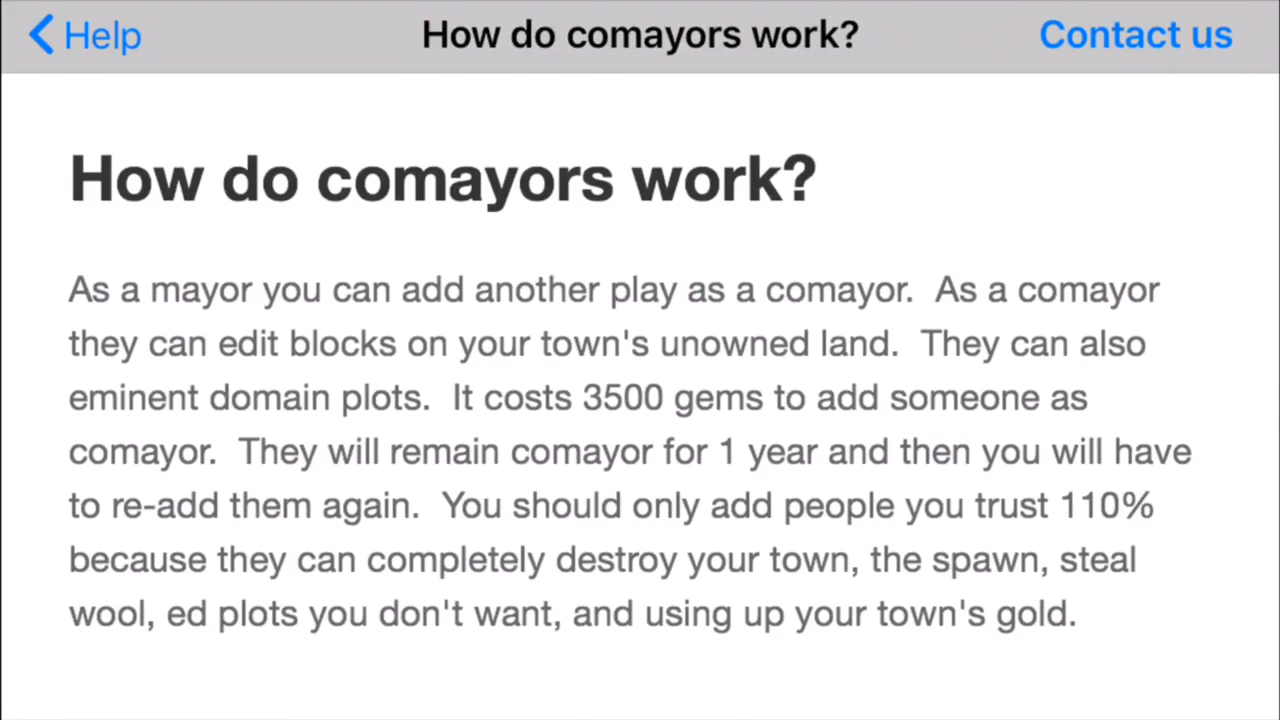 Help
How do comayors work?
Contact us
How do comayors work?
As a mayor you can add another play as a comayor.  As a comayor
they can edit blocks on your town's unowned land.  They can also
eminent domain plots.  It costs 3500 gems to add someone as
comayor.  They will remain comayor for 1 year and then you will have
to re-add them again.  You should only add people you trust 110%
because they can completely destroy your town, the spawn, steal
wool, ed plots you don't want, and using up your town's gold.